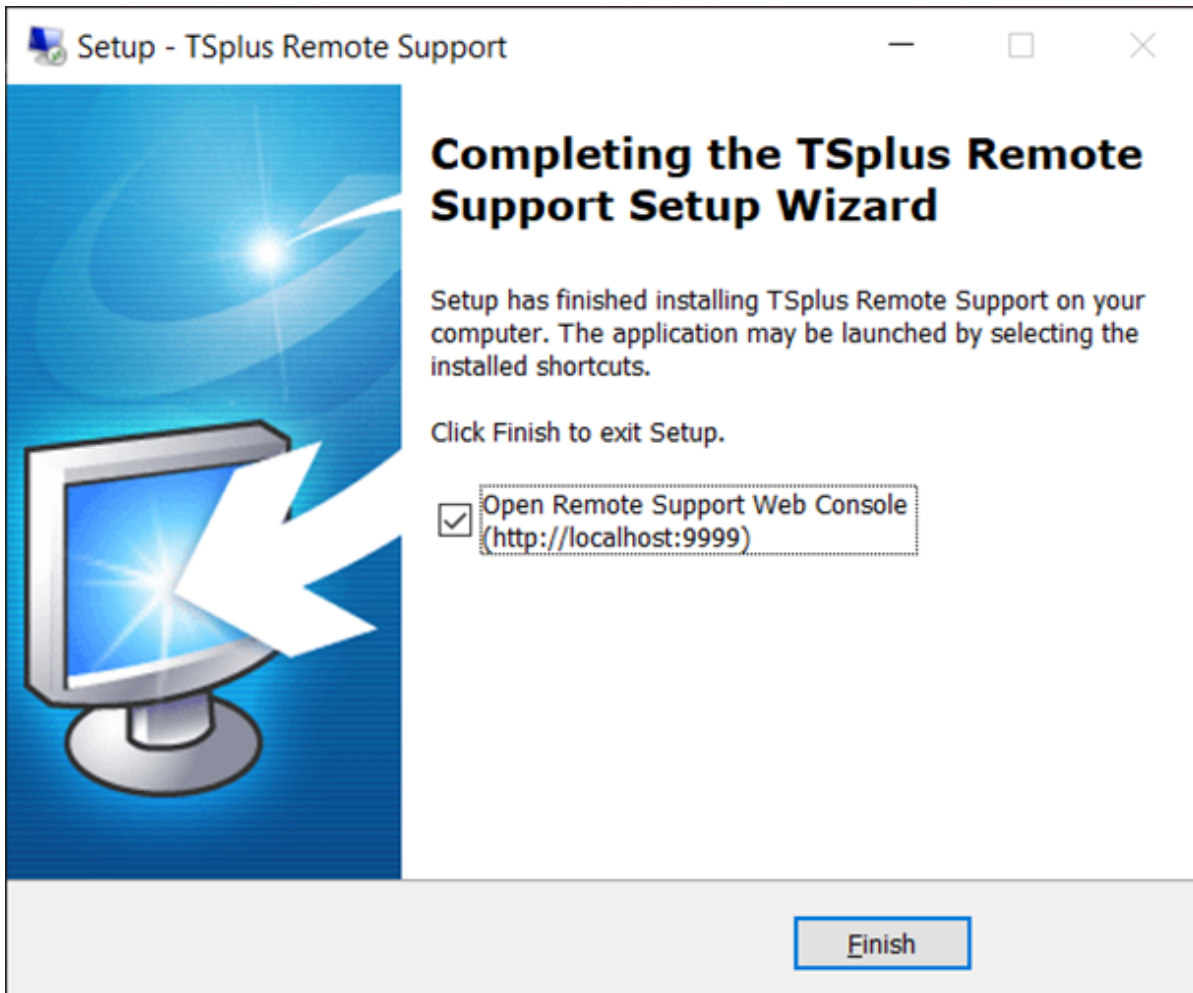 Setup - TSplus Remote Support
Completing the TSplus Remote
Support Setup Wizard
Setup has finished installing TSplus Remote Support on your
computer. The application may be launched by selecting the
installed shortcuts.
Click Finish to exit Setup.
Open Remote Support Web Console
(http://localhost:9999)
Finish